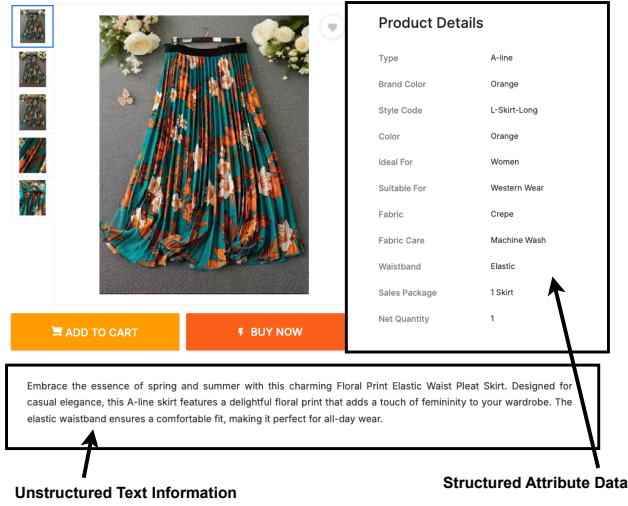 Product Details
Type A-line
Brand Color Orange
Style Code L-Skirt-Long
Color Orange
Ideal For Women
Suitable For Western Wear
Fabric Crepe
Fabric Care Machine Wash
Waistband Elastic
Sales Package 1 Skirt
Net Quantity 1
ADD TO CART
BUY NOW
Embrace the essence of spring and summer with this charming Floral Print Elastic Waist Pleat Skirt. Designed for
casual elegance, this A-line skirt features a delightful floral print that adds a touch of femininity to your wardrobe. The
elastic waistband ensures a comfortable fit, making it perfect for all-day wear.
Unstructured Text Information
Structured Attribute Data